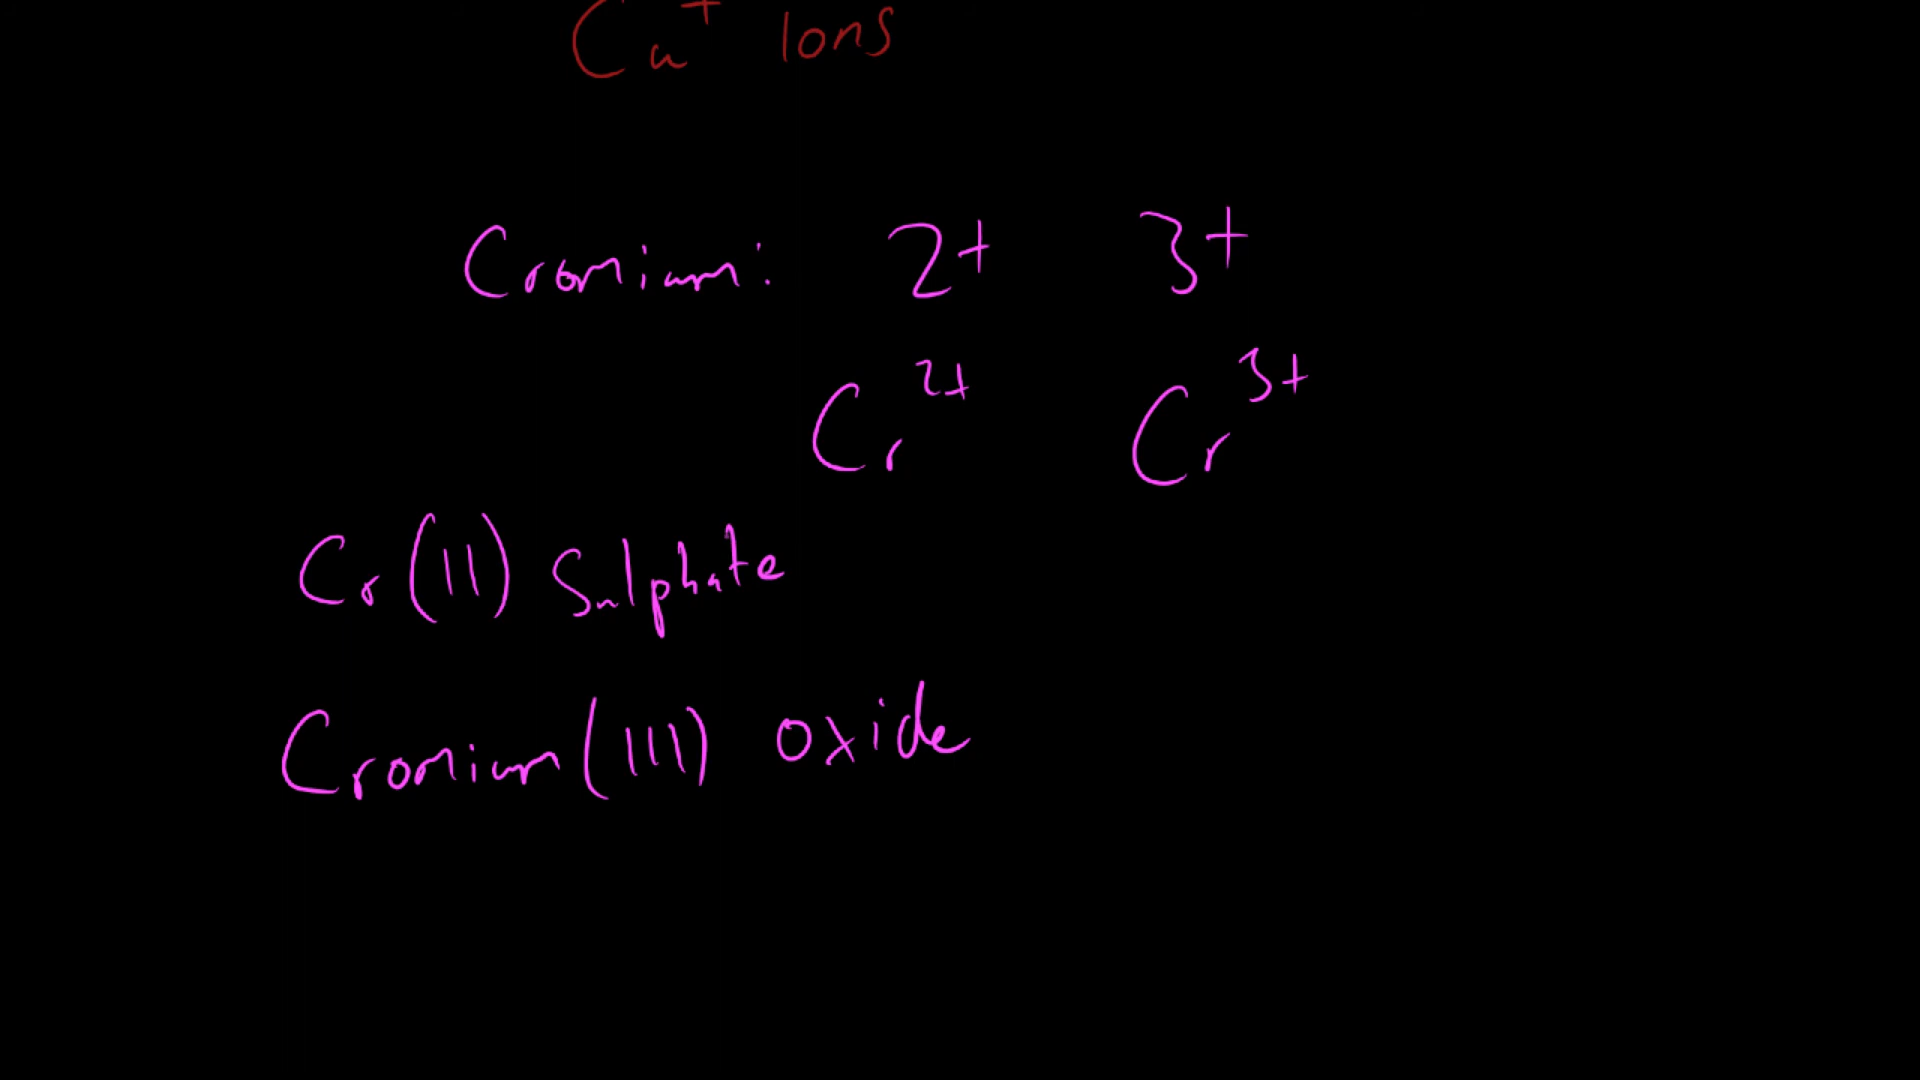 Cu⁺ Ions
Cromium: 2+ 3+
Cr²⁺ Cr³⁺
Cr(II) Sulphate
Cromium(III) oxide